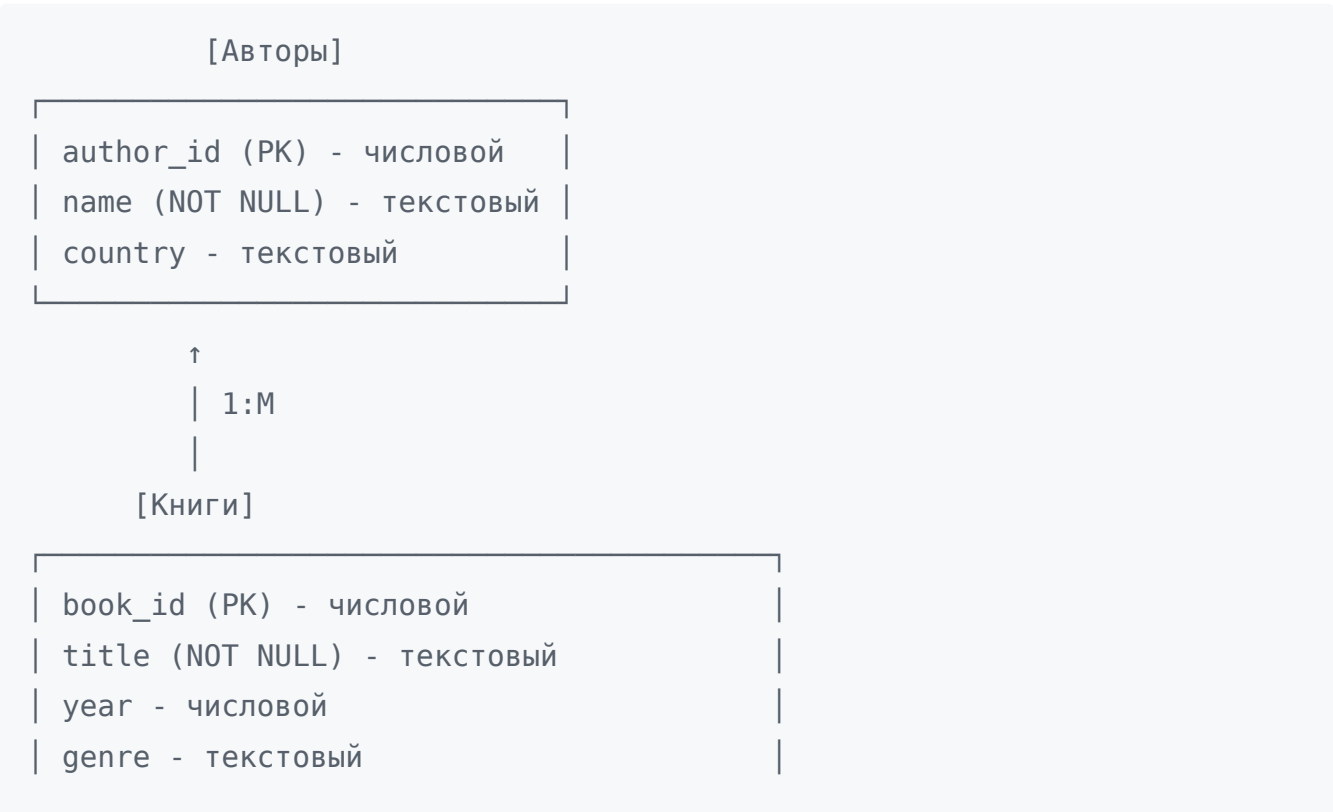 [Авторы]
author_id (PK) - числовой
name (NOT NULL) - текстовый
country - текстовый
↑
1:M
[Книги]
book_id (PK) - числовой
title (NOT NULL) - текстовый
year - числовой
genre - текстовый